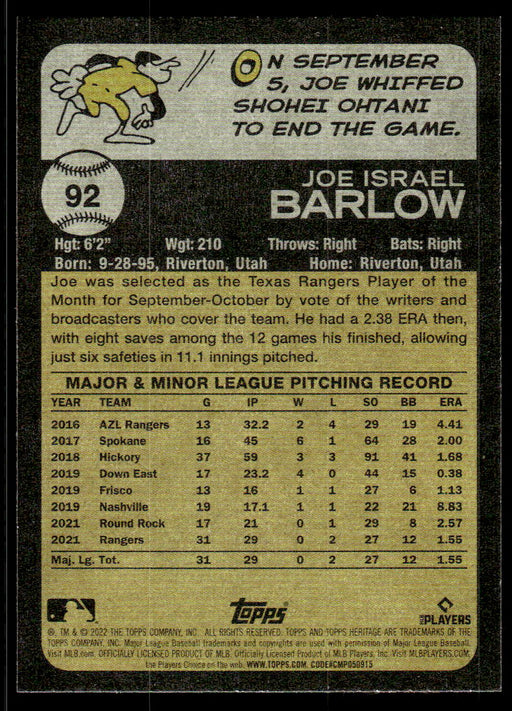 ON SEPTEMBER
5, JOE WHIFFED
SHOHEI OHTANI
TO END THE GAME.
92
JOE ISRAEL
BARLOW
Hgt: 6'2" Wgt: 210 Throws: Right Bats: Right
Born: 9-28-95, Riverton, Utah Home: Riverton, Utah
Joe was selected as the Texas Rangers Player of the
Month for September-October by vote of the writers and
broadcasters who cover the team. He had a 2.38 ERA then,
with eight saves among the 12 games his finished, allowing
just six safeties in 11.1 innings pitched.
MAJOR & MINOR LEAGUE PITCHING RECORD
YEAR TEAM G IP W L SO BB ERA
2016 AZL Rangers 13 32.2 2 4 29 19 4.41
2017 Spokane 16 45 6 1 64 28 2.00
2018 Hickory 37 59 3 3 91 41 1.68
2019 Down East 17 23.2 4 0 44 15 0.38
2019 Frisco 13 16 1 1 27 6 1.13
2019 Nashville 19 17.1 1 1 22 21 8.83
2021 Round Rock 17 21 0 1 29 8 2.57
2021 Rangers 31 29 0 2 27 12 1.55
Maj. Lg. Tot. 31 29 0 2 27 12 1.55
topps
PLAYERS
®, TM & © 2022 THE TOPPS COMPANY, INC. ALL RIGHTS RESERVED. TOPPS AND TOPPS HERITAGE ARE TRADEMARKS OF THE
TOPPS COMPANY, INC. Major League Baseball trademarks and copyrights are used with permission of Major League Baseball.
Visit MLB.com. OFFICIALLY LICENSED PRODUCT OF MLB. Officially Licensed Product of MLB Players, Inc. Visit MLBPLAYERS.com,
the Players Choice on the web. WWW.TOPPS.COM. CODE#CMP050915